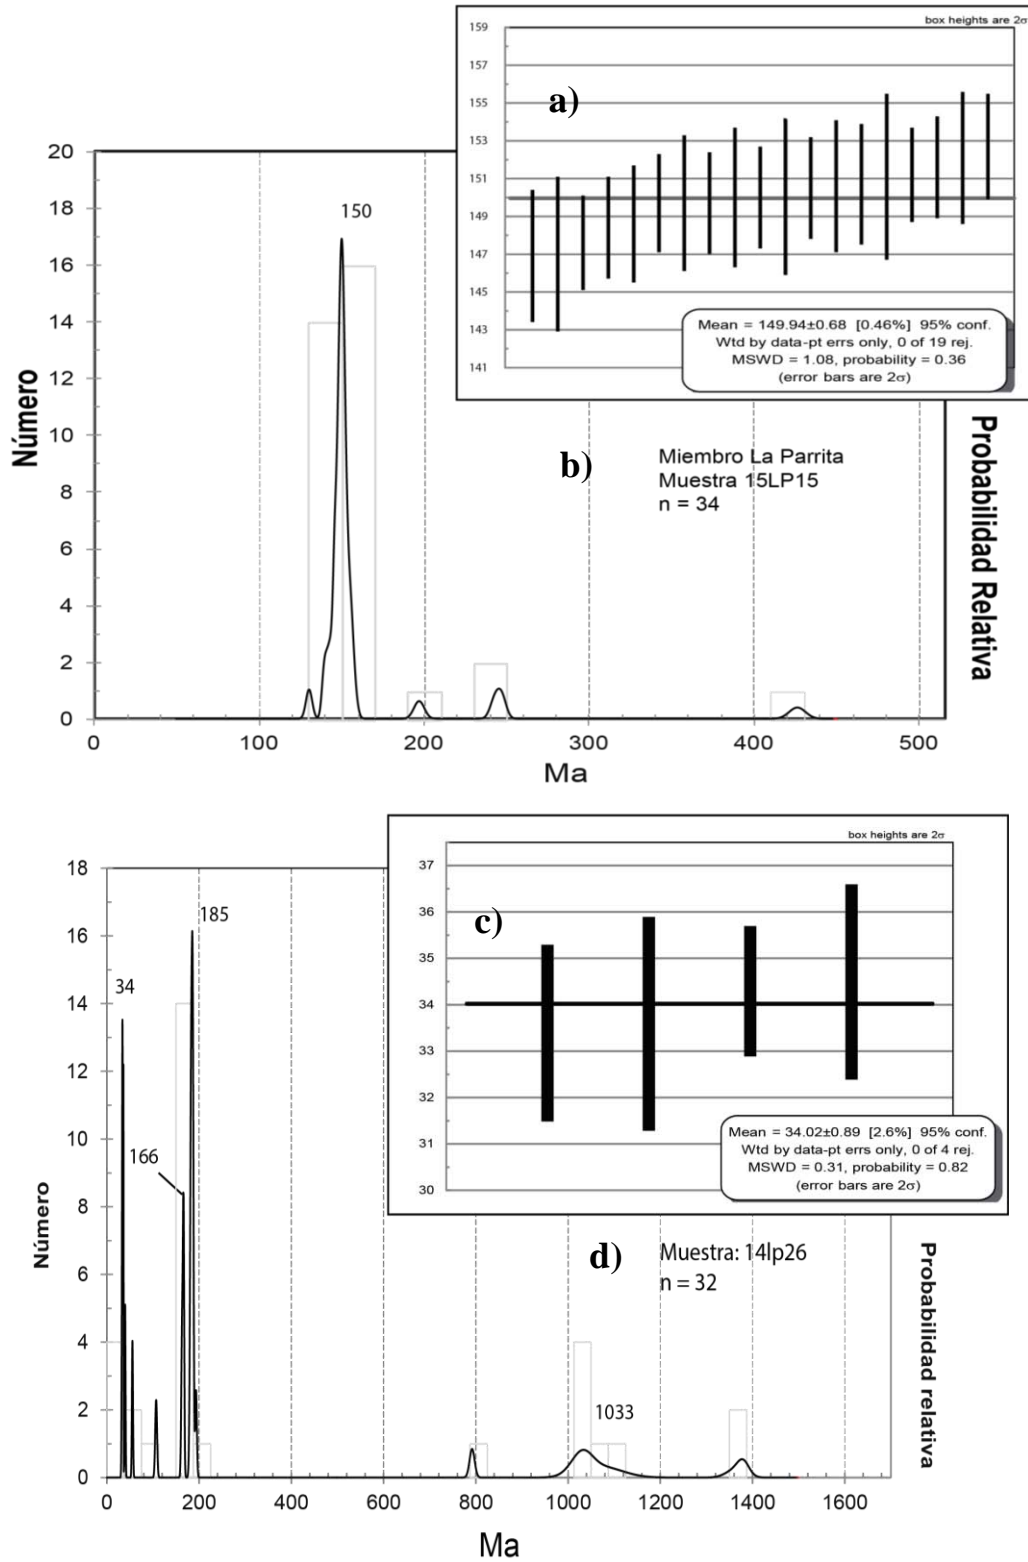 box heights are 2σ
159
157
155
153
151
149
147
145
143
141
a)
Mean = 149.94±0.68 [0.46%] 95% conf.
Wtd by data-pt errs only, 0 of 19 rej.
MSWD = 1.08, probability = 0.36
(error bars are 2σ)
20
18
16
14
12
10
8
6
4
2
0
Número
150
b)
Miembro La Parrita
Muestra 15LP15
n = 34
Probabilidad Relativa
0 100 200 300 400 500
Ma
box heights are 2σ
37
36
35
34
33
32
31
30
c)
Mean = 34.02±0.89 [2.6%] 95% conf.
Wtd by data-pt errs only, 0 of 4 rej.
MSWD = 0.31, probability = 0.82
(error bars are 2σ)
18
16
14
12
10
8
6
4
2
0
Número
185
34
166
d)
Muestra: 14lp26
n = 32
1033
Probabilidad relativa
0 200 400 600 800 1000 1200 1400 1600
Ma